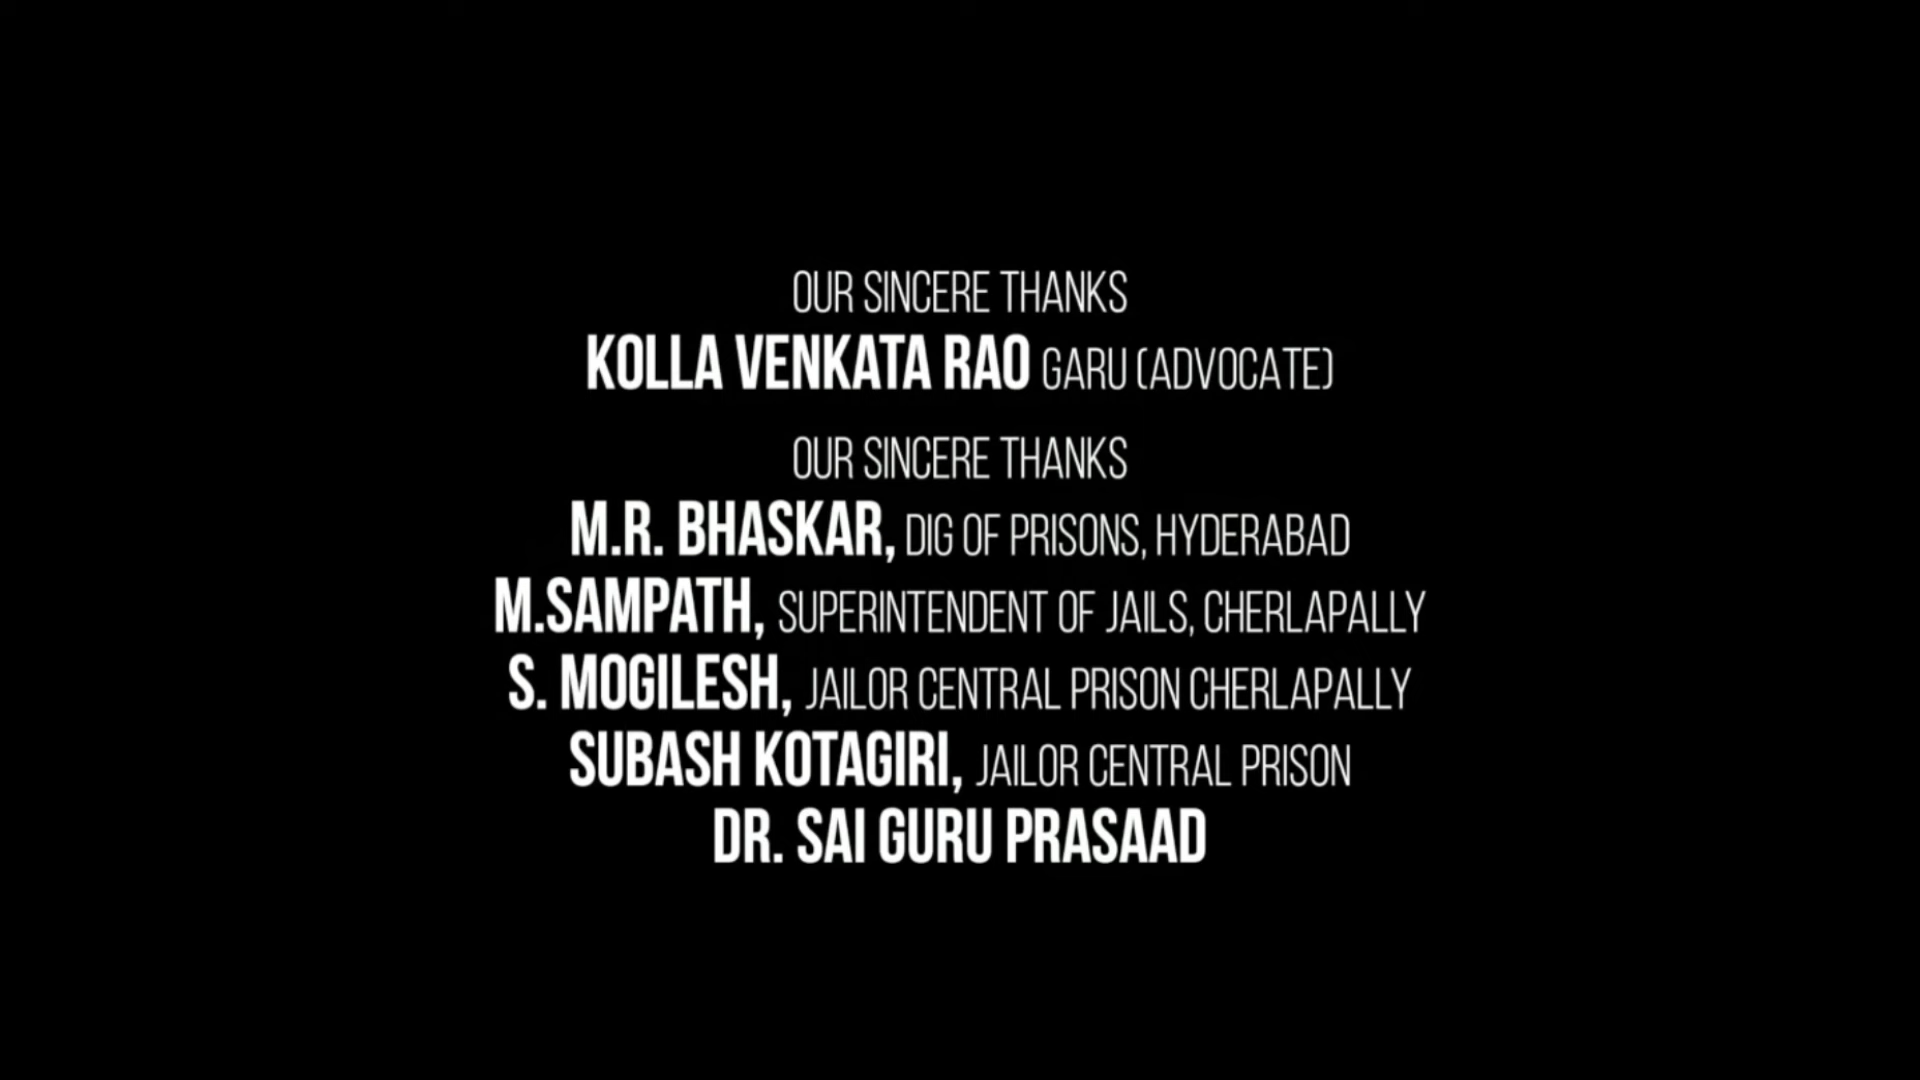 OUR SINCERE THANKS
KOLLA VENKATA RAO GARU (ADVOCATE)
OUR SINCERE THANKS
M.R. BHASKAR, DIG OF PRISONS, HYDERABAD
M.SAMPATH, SUPERINTENDENT OF JAILS, CHERLAPALLY
S. MOGILESH, JAILOR CENTRAL PRISON CHERLAPALLY
SUBASH KOTAGIRI, JAILOR CENTRAL PRISON
DR. SAI GURU PRASAAD